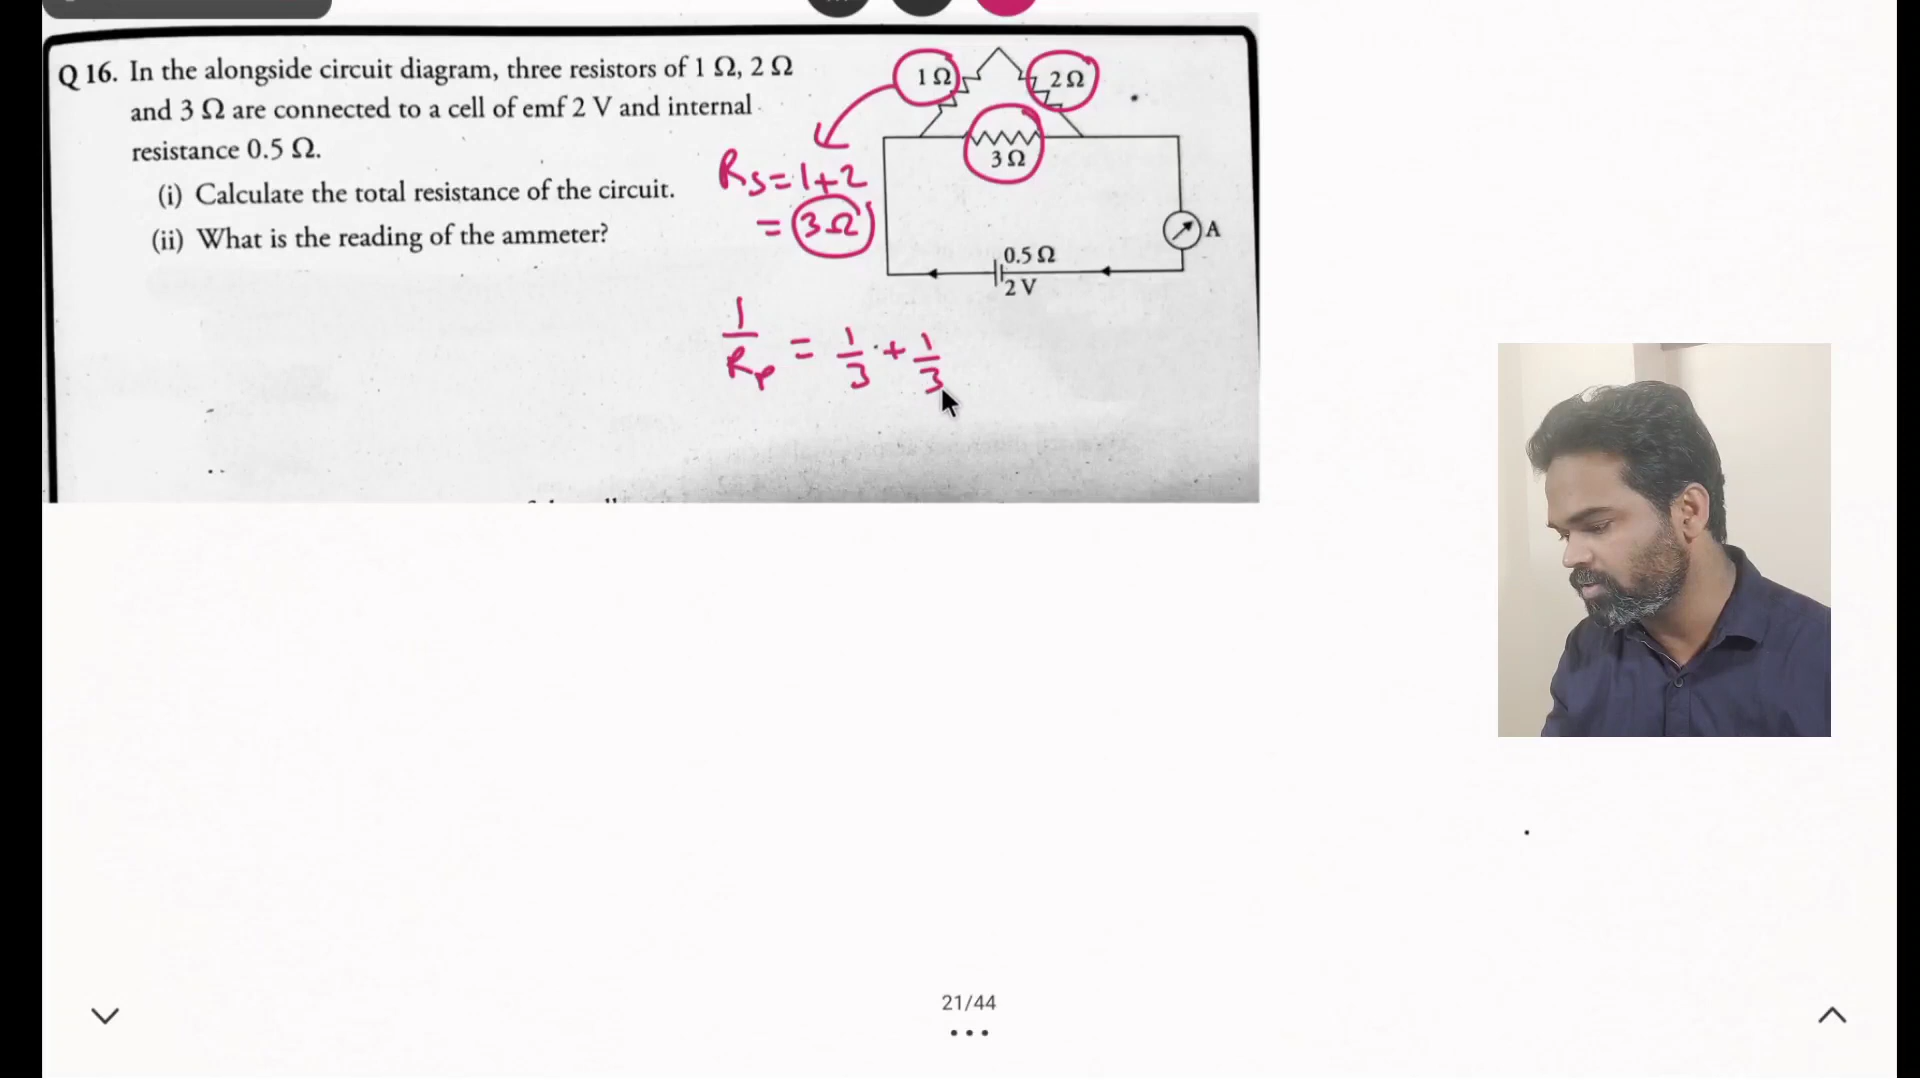 Q 16. In the alongside circuit diagram, three resistors of 1 Ω, 2 Ω
and 3 Ω are connected to a cell of emf 2 V and internal
resistance 0.5 Ω.
(i) Calculate the total resistance of the circuit.
(ii) What is the reading of the ammeter?
1 Ω
2 Ω
3 Ω
A
0.5 Ω
2 V
Rs = 1+2
= 3Ω
1/Rp = 1/3 + 1/3
21/44